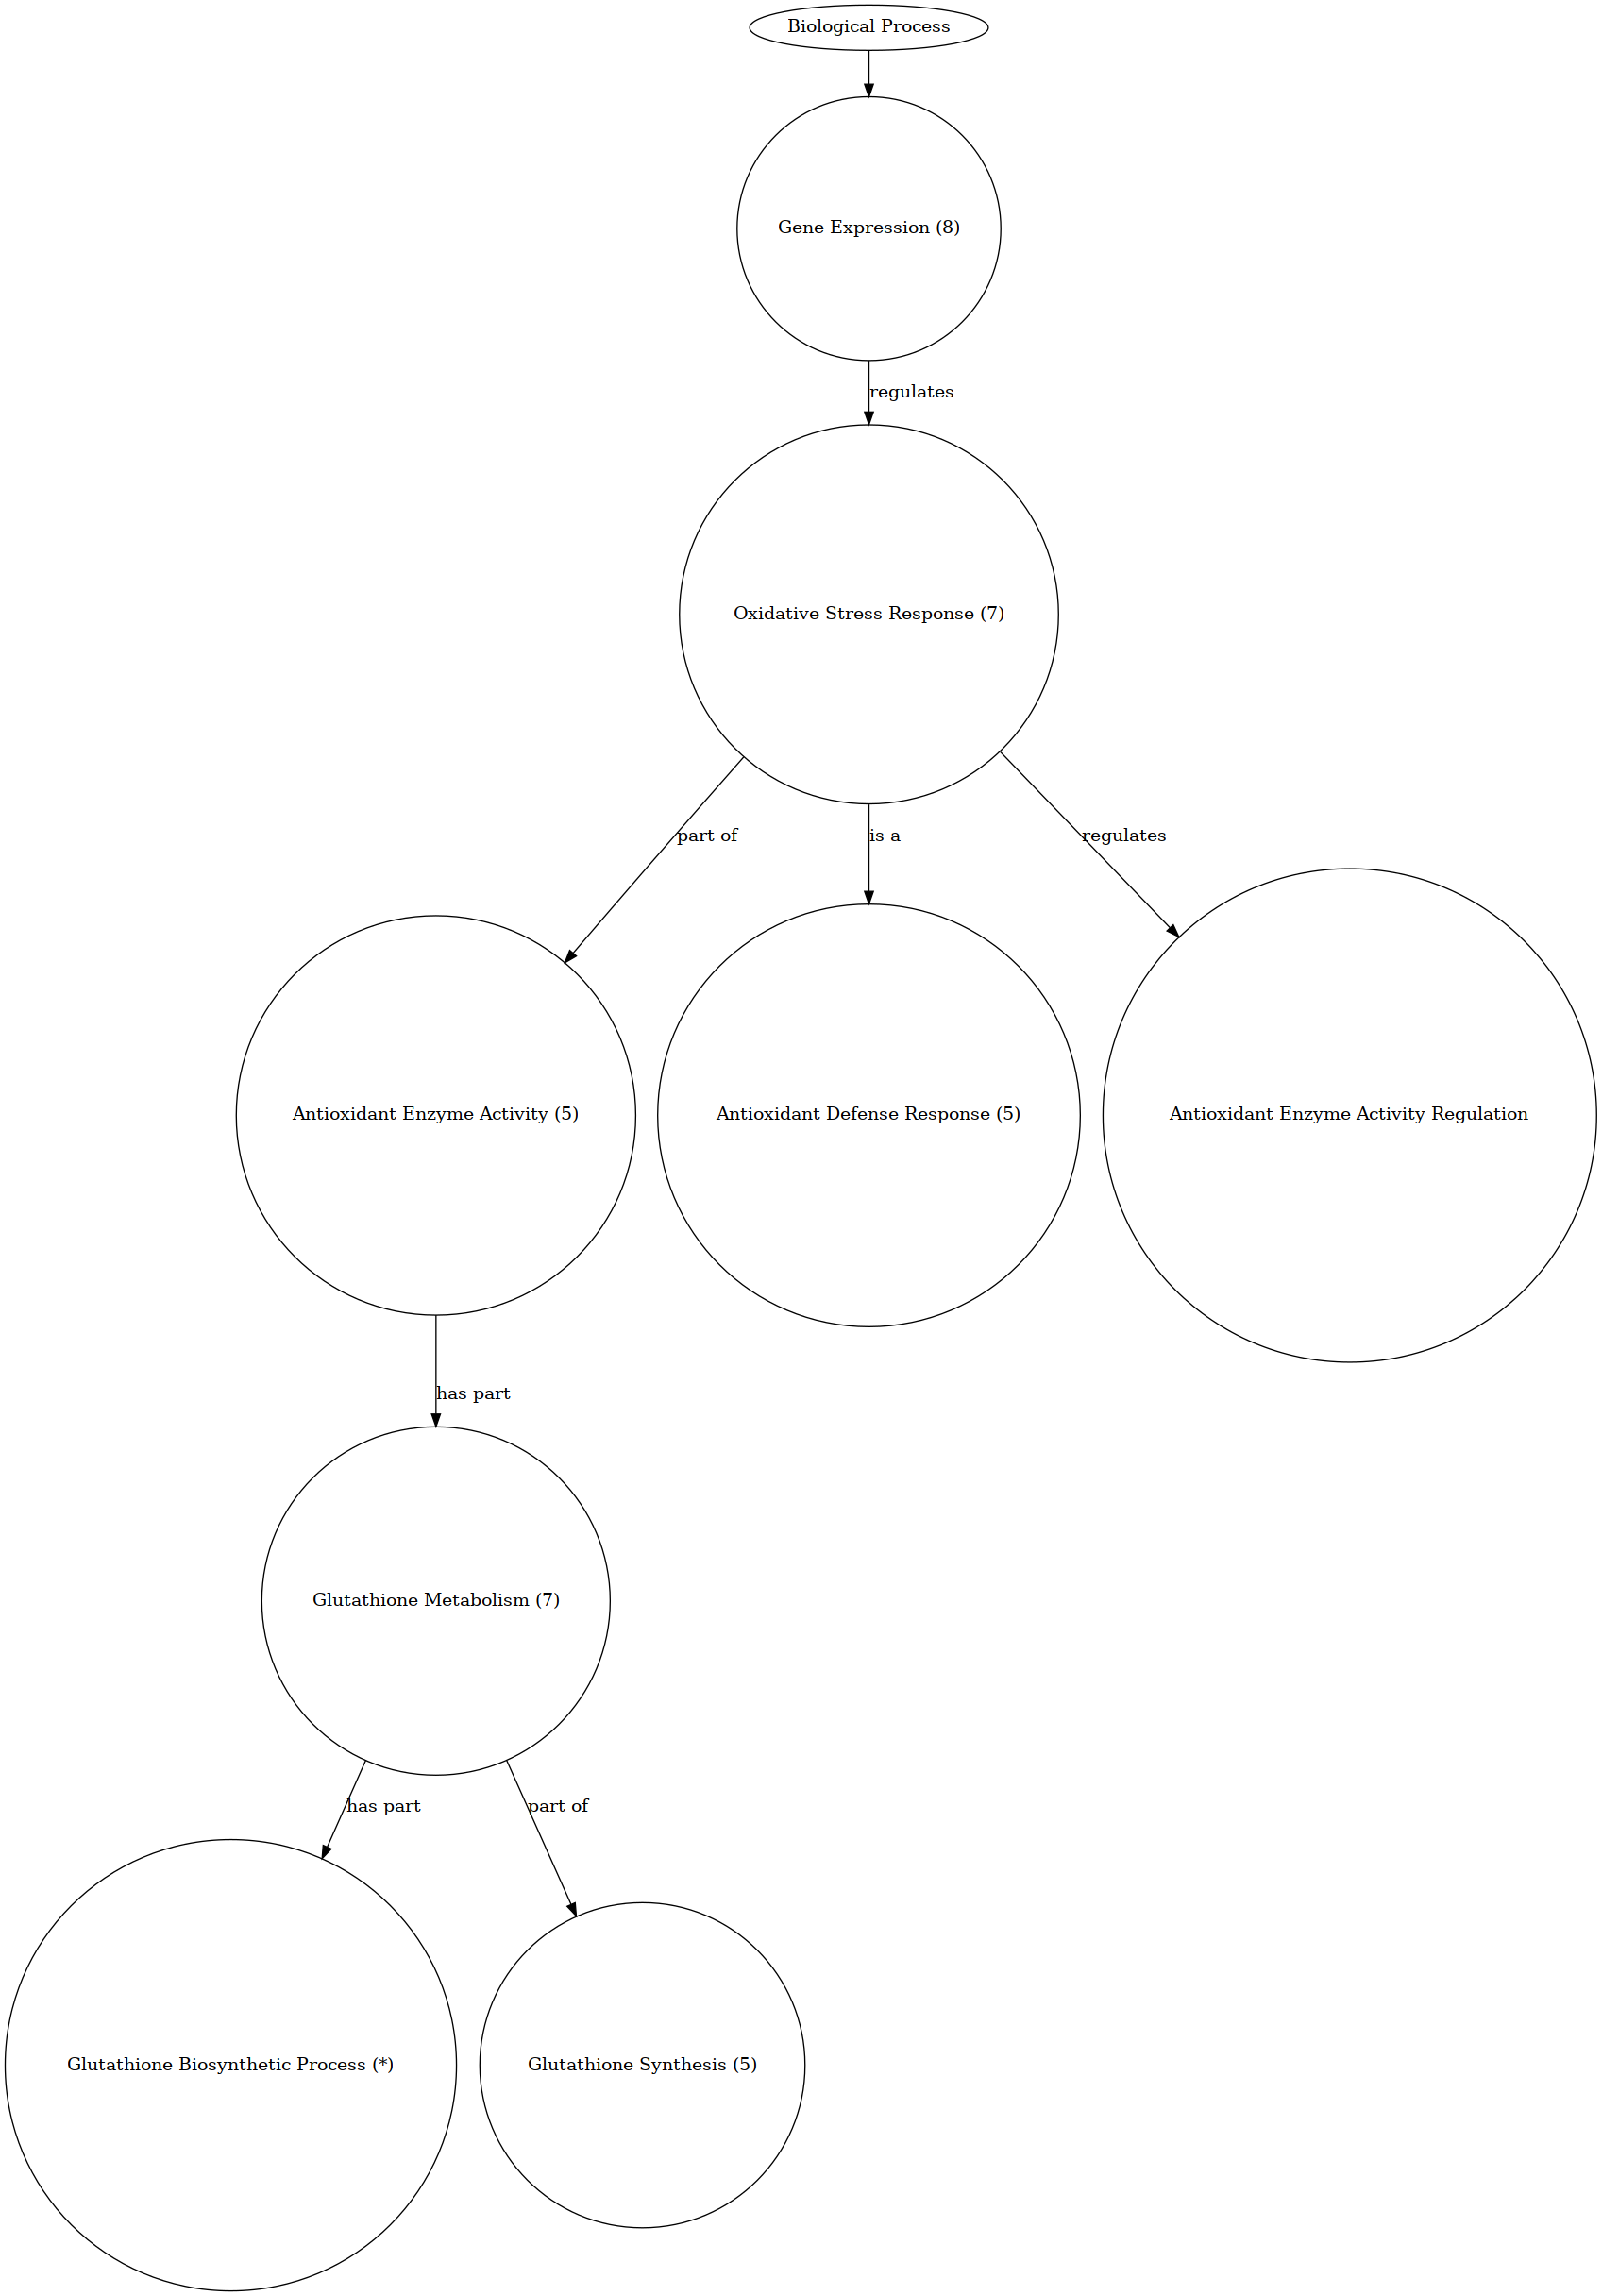 Biological Process
Gene Expression (8)
regulates
Oxidative Stress Response (7)
part of
is a
regulates
Antioxidant Enzyme Activity (5)
Antioxidant Defense Response (5)
Antioxidant Enzyme Activity Regulation
has part
Glutathione Metabolism (7)
has part
part of
Glutathione Biosynthetic Process (*)
Glutathione Synthesis (5)